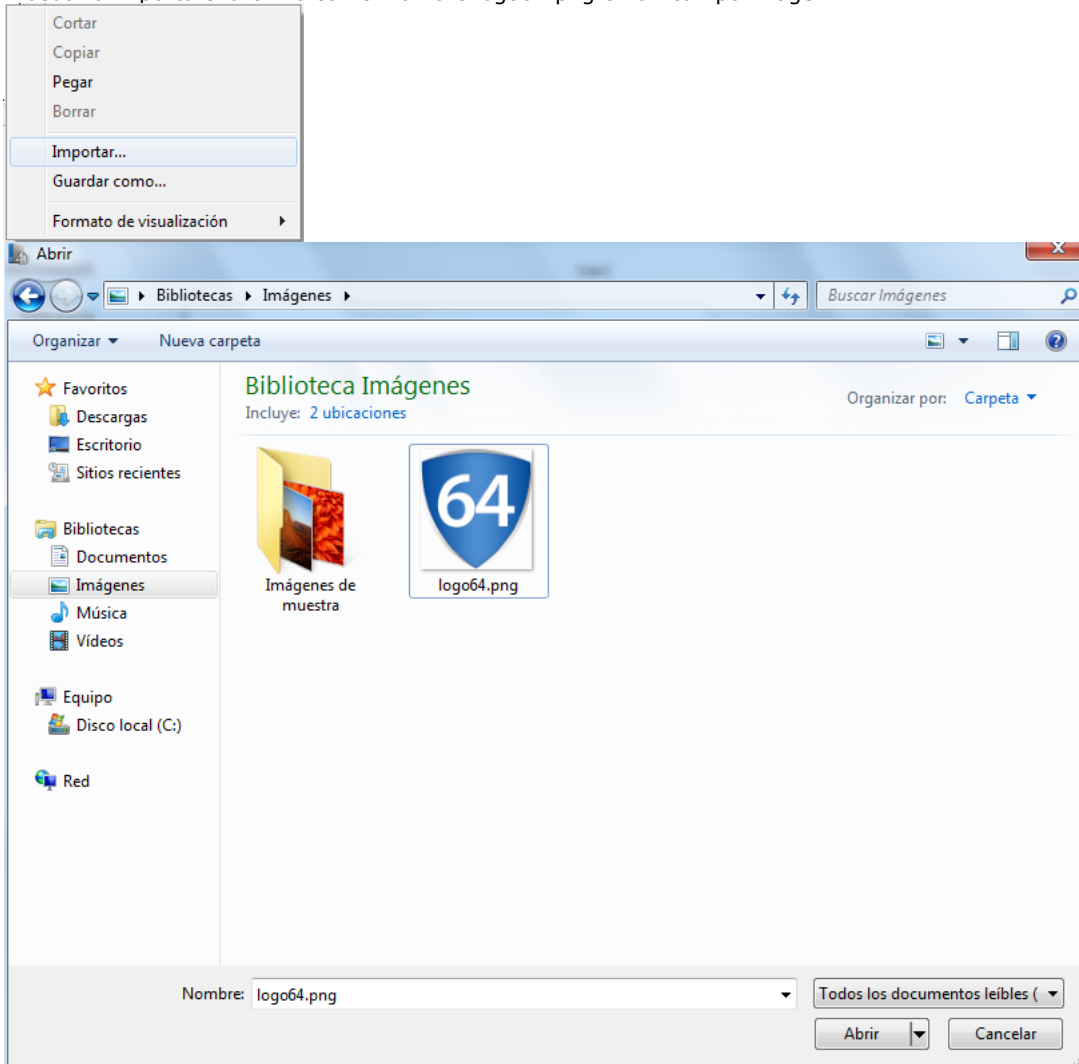 Cortar
Copiar
Pegar
Borrar
Importar...
Guardar como...
Formato de visualización
Abrir
Bibliotecas Imágenes
Buscar Imágenes
Organizar Nueva carpeta
Favoritos
Descargas
Escritorio
Sitios recientes
Bibliotecas
Documentos
Imágenes
Música
Vídeos
Equipo
Disco local (C:)
Red
Biblioteca Imágenes
Incluye: 2 ubicaciones
Organizar por: Carpeta
64
Imágenes de
muestra
logo64.png
Nombre: logo64.png
Todos los documentos leíbles (
Abrir Cancelar